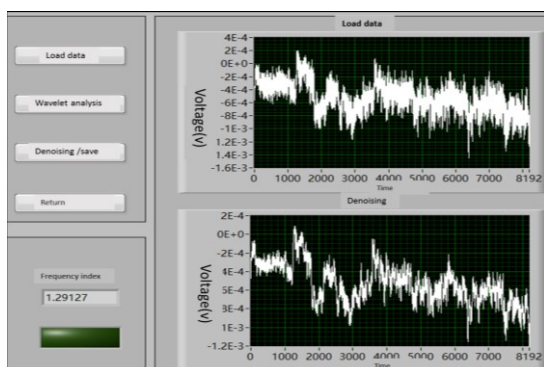 Load data
Wavelet analysis
Denoising /save
Return
Frequency index
1.29127
Load data
Voltage(v)
4E-4
2E-4
0E+0
-2E-4
-4E-4
-6E-4
-8E-4
-1E-3
1.2E-3
1.4E-3
-1.6E-3
0 1000 2000 3000 4000 5000 6000 7000 8192
Time
Denoising
Voltage(v)
2E-4
0E+0
-2E-4
4E-4
5E-4
3E-4
1E-3
-1.2E-3
0 1000 2000 3000 4000 5000 6000 7000 8192
Time